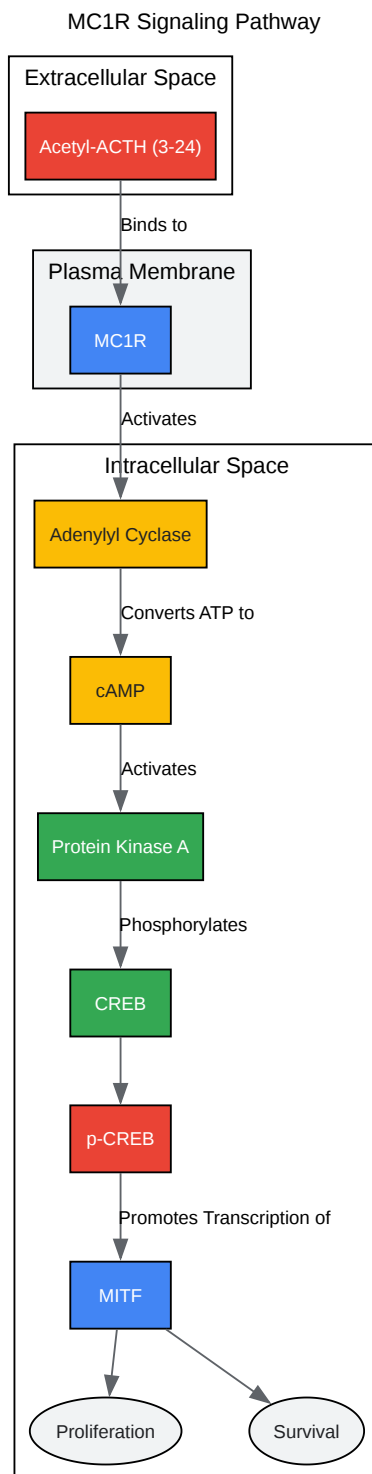 MC1R Signaling Pathway
Extracellular Space
Acetyl-ACTH (3-24)
Binds to
Plasma Membrane
MC1R
Activates
Intracellular Space
Adenylyl Cyclase
Converts ATP to
cAMP
Activates
Protein Kinase A
Phosphorylates
CREB
p-CREB
Promotes Transcription of
MITF
Proliferation
Survival